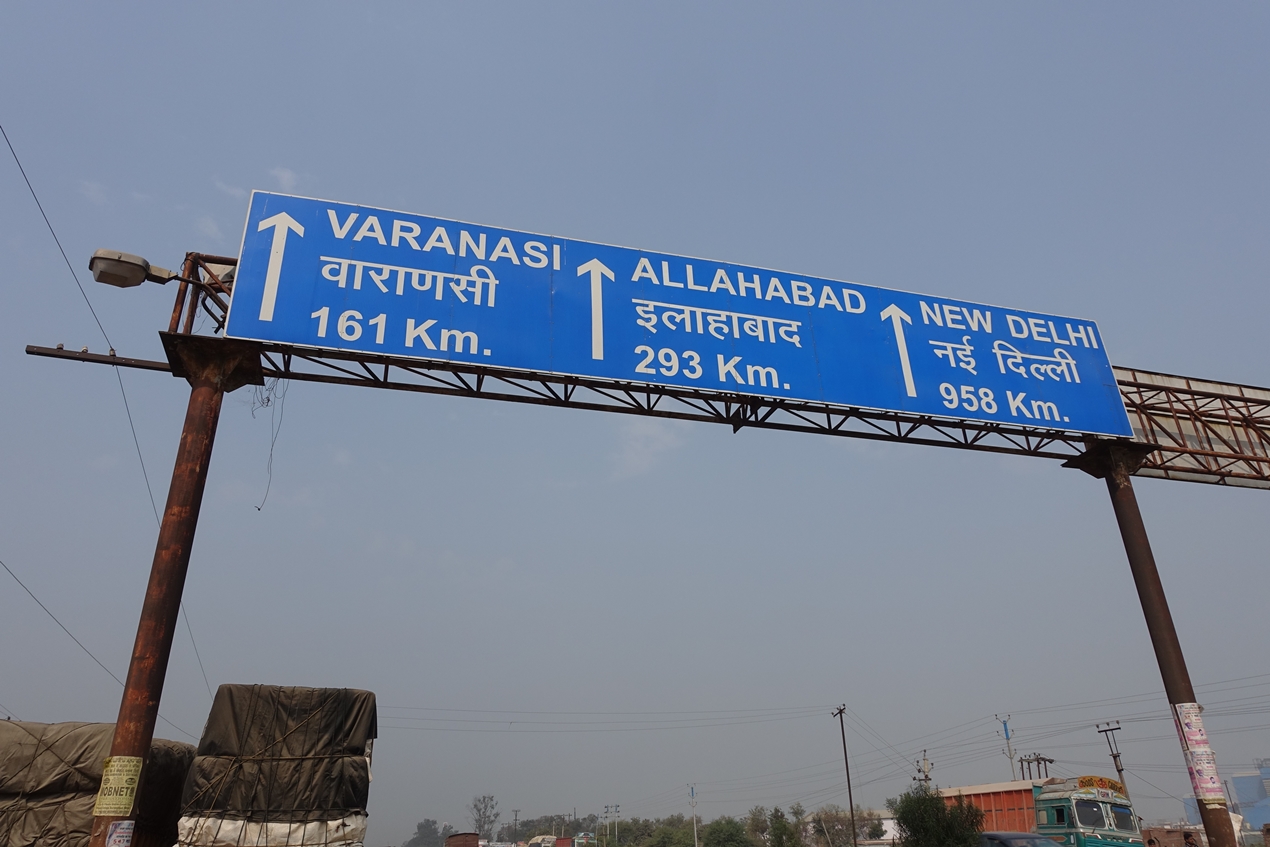 VARANASI
वाराणसी
161 Km.
ALLAHABAD
इलाहाबाद
293 Km.
NEW DELHI
नई दिल्ली
958 Km.